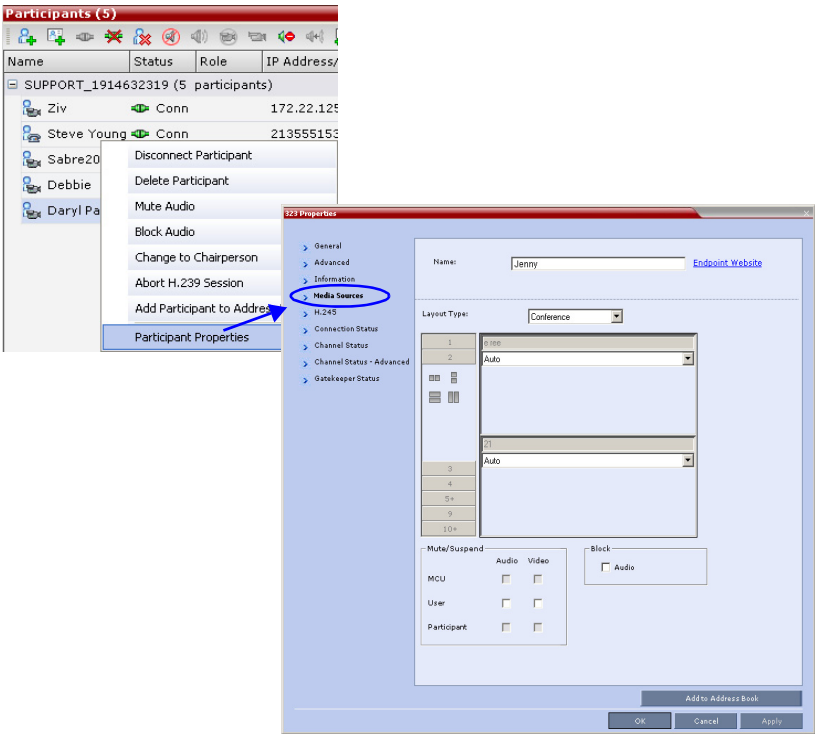 Participants (5)
Name Status Role IP Address/
SUPPORT_1914632319 (5 participants)
Ziv Conn 172.22.125
Steve Young Conn 213555153
Sabre20
Debbie
Daryl Pa
Disconnect Participant
Delete Participant
Mute Audio
Block Audio
Change to Chairperson
Abort H.239 Session
Add Participant to Addre
Participant Properties
323 Properties
General
Advanced
Information
Media Sources
H.245
Connection Status
Channel Status
Channel Status - Advanced
Gatekeeper Status
Name: Jenny Endpoint Website
Layout Type: Conference
1
2
Auto
21
Auto
3
4
5+
9
10+
Mute/Suspend
Audio Video
MCU
User
Participant
Block
Audio
Add to Address Book
OK Cancel Apply